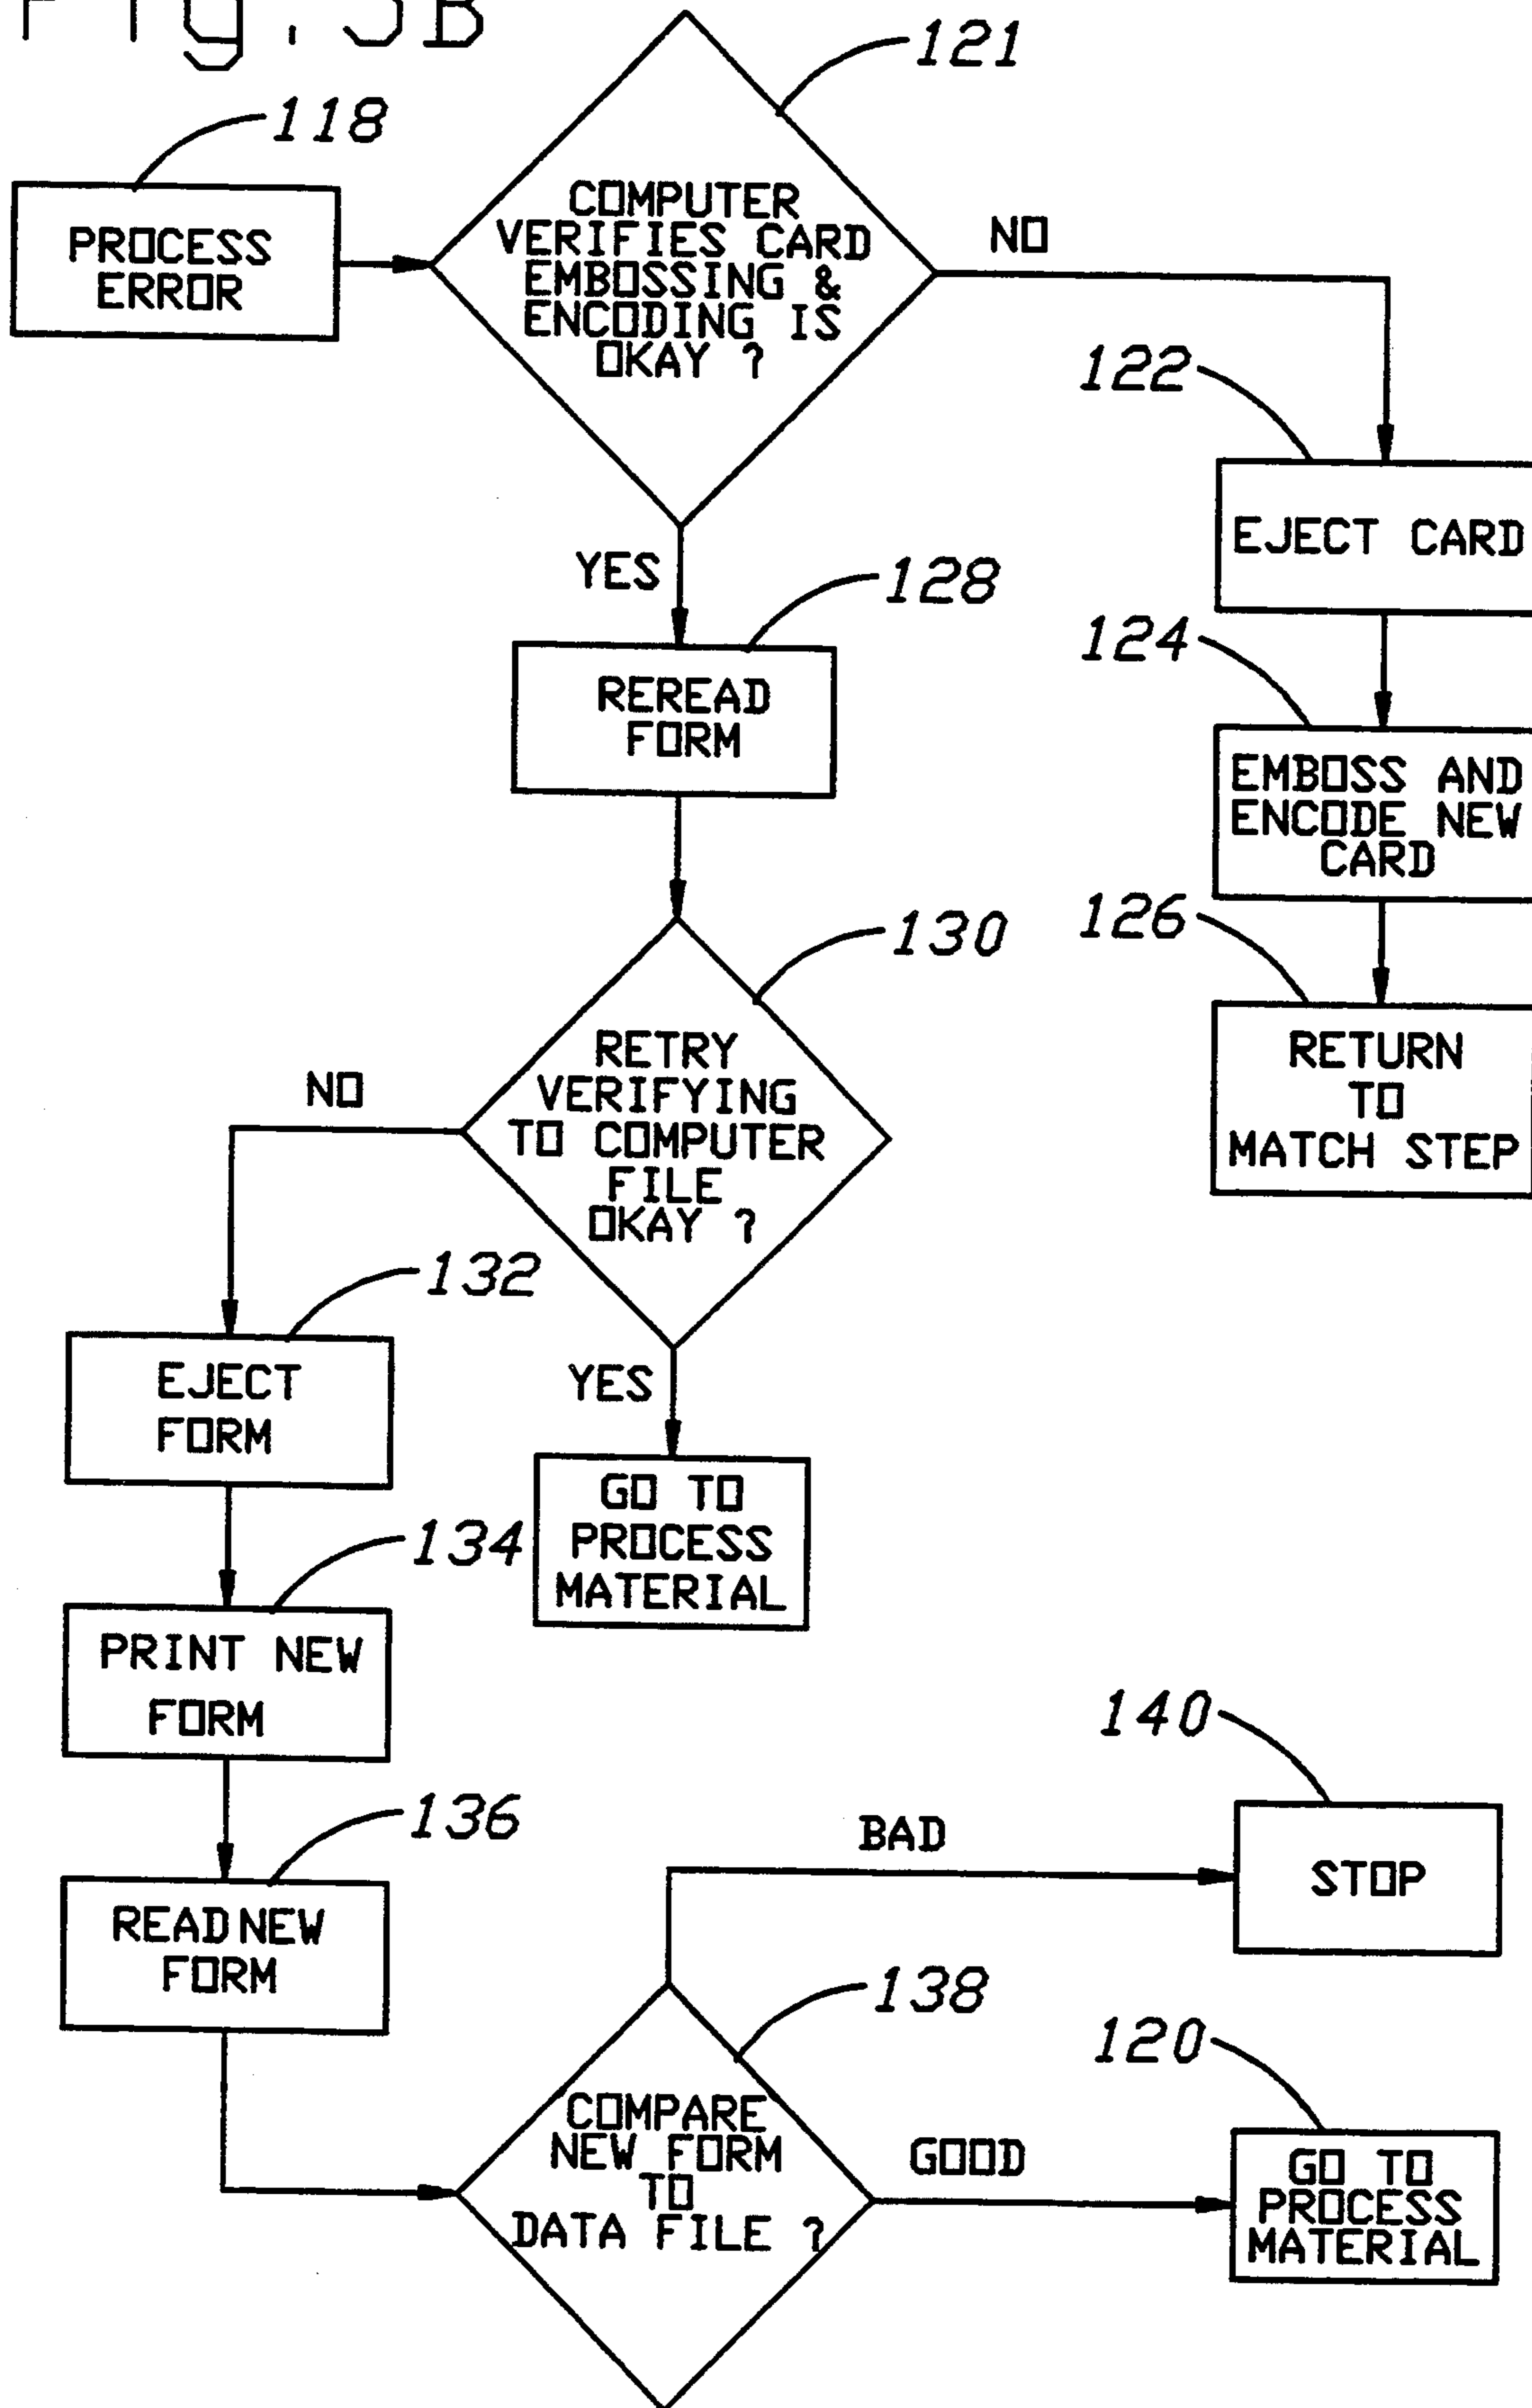 Fig. 5B
121
118
PROCESS
ERROR
COMPUTER
VERIFIES CARD
EMBOSSING &
ENCODING IS
OKAY ?
NO
122
EJECT CARD
YES
128
REREAD
FORM
124
EMBOSS AND
ENCODE NEW
CARD
130
RETRY
VERIFYING
TO COMPUTER
FILE
OKAY ?
126
RETURN
TO
MATCH STEP
NO
132
EJECT
FORM
YES
GO TO
PROCESS
MATERIAL
134
PRINT NEW
FORM
136
READ NEW
FORM
BAD
140
STOP
138
COMPARE
NEW FORM
TO
DATA FILE ?
GOOD
120
GO TO
PROCESS
MATERIAL